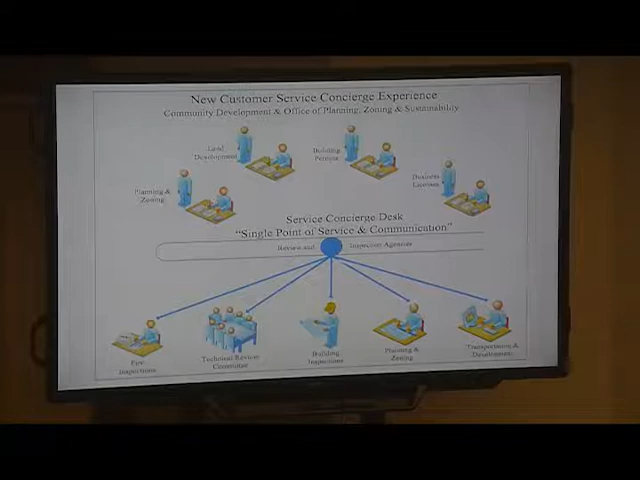 New Customer Service Concierge Experience
Community Development & Office of Planning, Zoning & Sustainability
Land
Development
Building
Permits
Business
Licenses
Planning &
Zoning
Service Concierge Desk
"Single Point of Service & Communication"
Review and Inspection Agencies
Fire
Inspections
Technical Review
Committee
Building
Inspections
Planning &
Zoning
Transportation &
Development